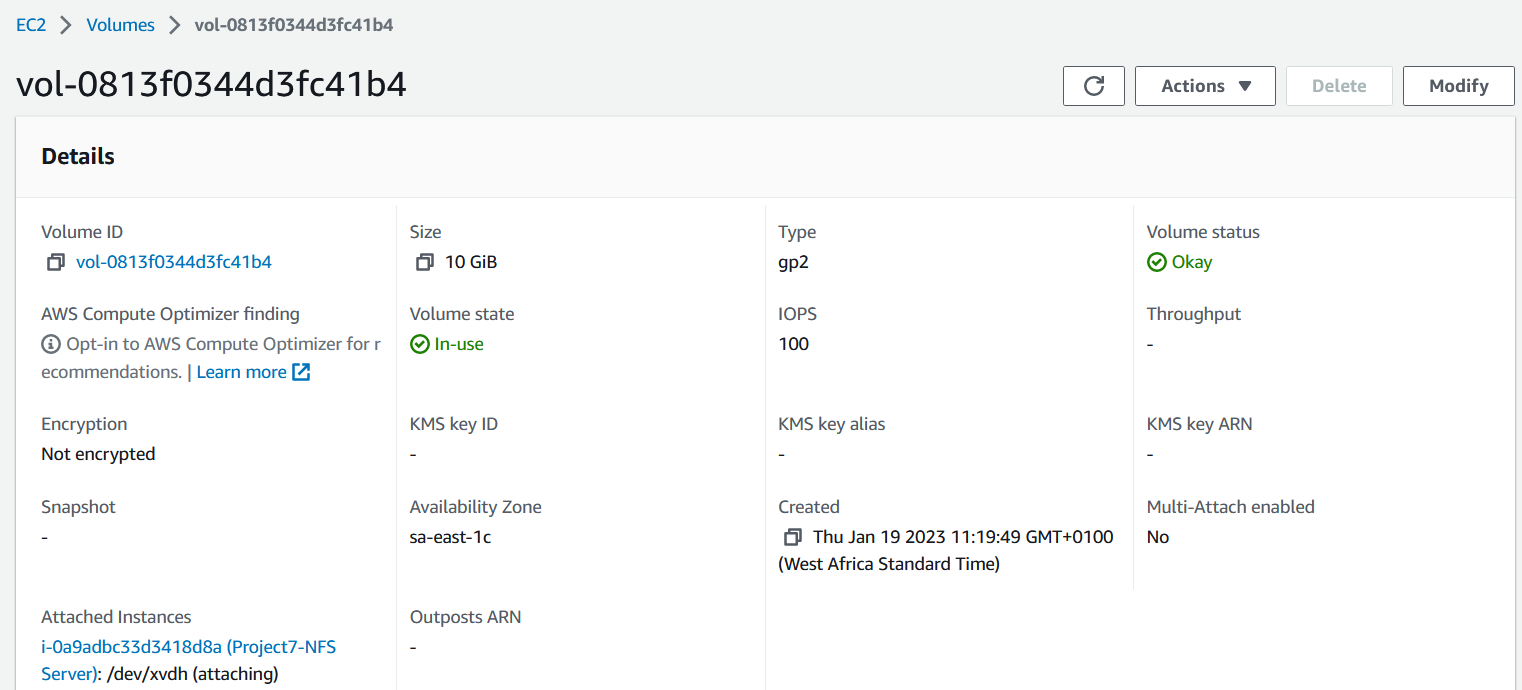 EC2 > Volumes > vol-0813f0344d3fc41b4
vol-0813f0344d3fc41b4
Actions ▼ Delete Modify
Details
Volume ID
vol-0813f0344d3fc41b4
Size
10 GiB
Type
gp2
Volume status
Okay
AWS Compute Optimizer finding
Opt-in to AWS Compute Optimizer for r
ecommendations. | Learn more
Volume state
In-use
IOPS
100
Throughput
-
Encryption
Not encrypted
KMS key ID
-
KMS key alias
-
KMS key ARN
-
Snapshot
-
Availability Zone
sa-east-1c
Created
Thu Jan 19 2023 11:19:49 GMT+0100
(West Africa Standard Time)
Multi-Attach enabled
No
Attached Instances
i-0a9adbc33d3418d8a (Project7-NFS
Server): /dev/xvdh (attaching)
Outposts ARN
-